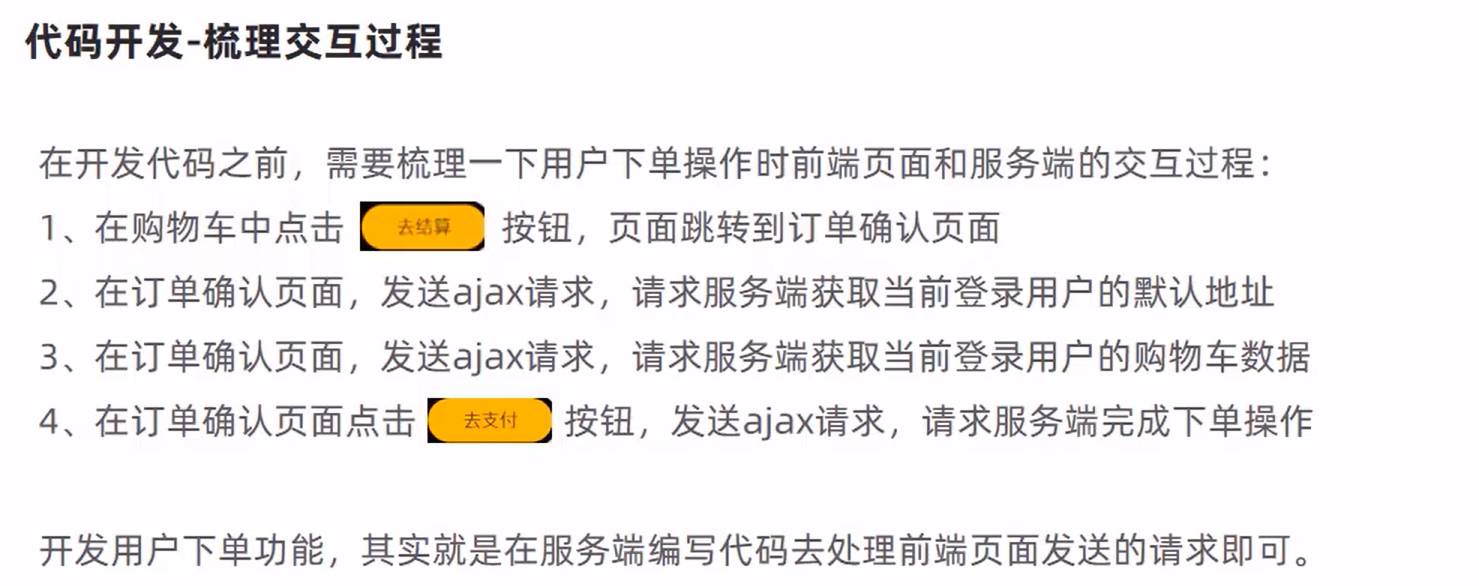 代码开发-梳理交互过程
在开发代码之前，需要梳理一下用户下单操作时前端页面和服务端的交互过程：
1、在购物车中点击 去结算 按钮，页面跳转到订单确认页面
2、在订单确认页面，发送ajax请求，请求服务端获取当前登录用户的默认地址
3、在订单确认页面，发送ajax请求，请求服务端获取当前登录用户的购物车数据
4、在订单确认页面点击 去支付 按钮，发送ajax请求，请求服务端完成下单操作
开发用户下单功能，其实就是在服务端编写代码去处理前端页面发送的请求即可。